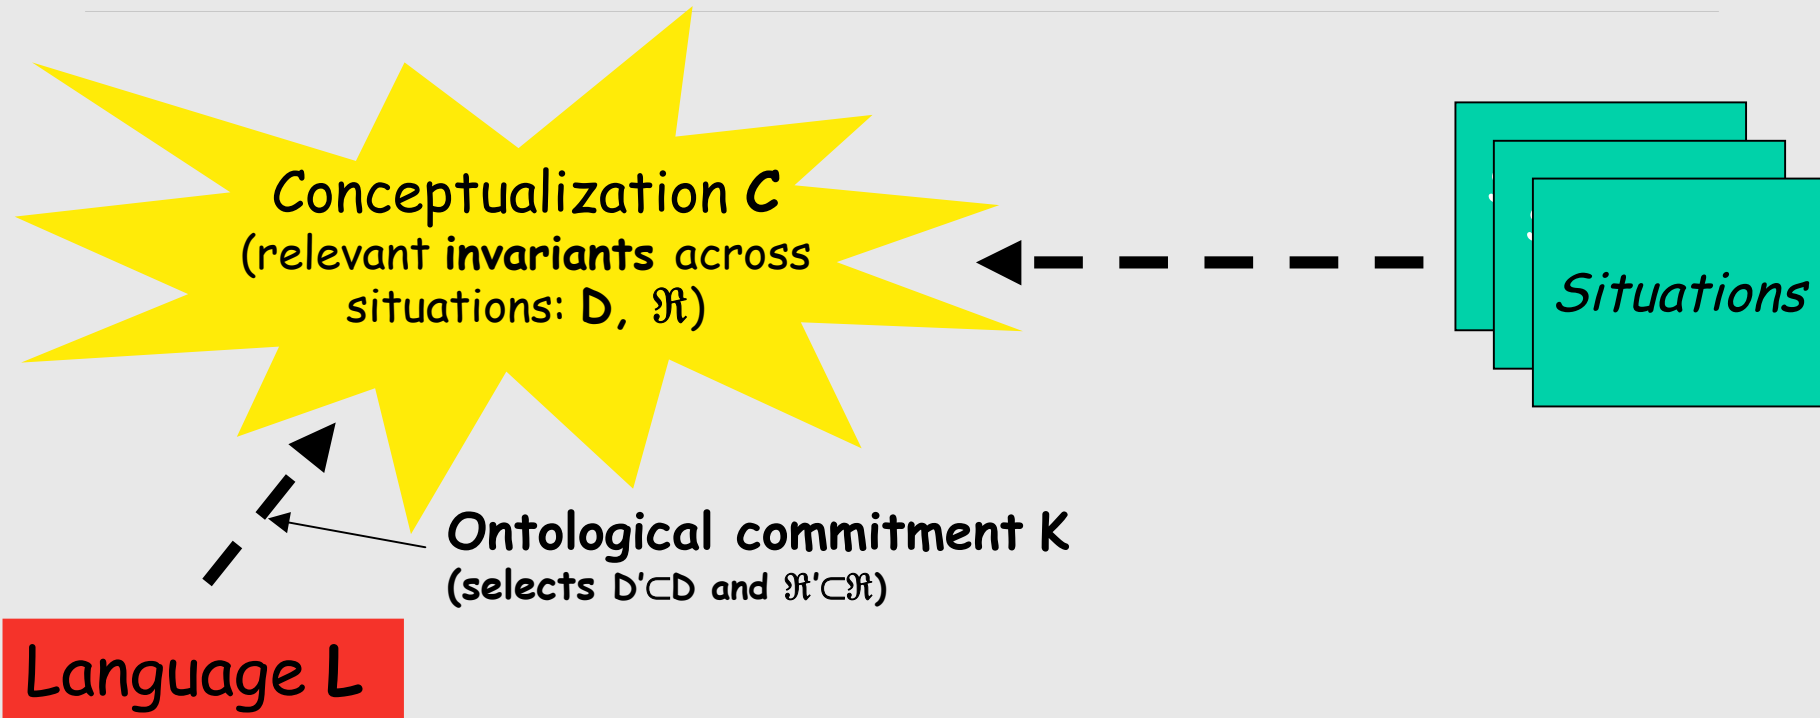 Conceptualization C
(relevant invariants across
situations: D, ℜ)
Situations
Ontological commitment K
(selects D'⊂D and ℜ'⊂ℜ)
Language L